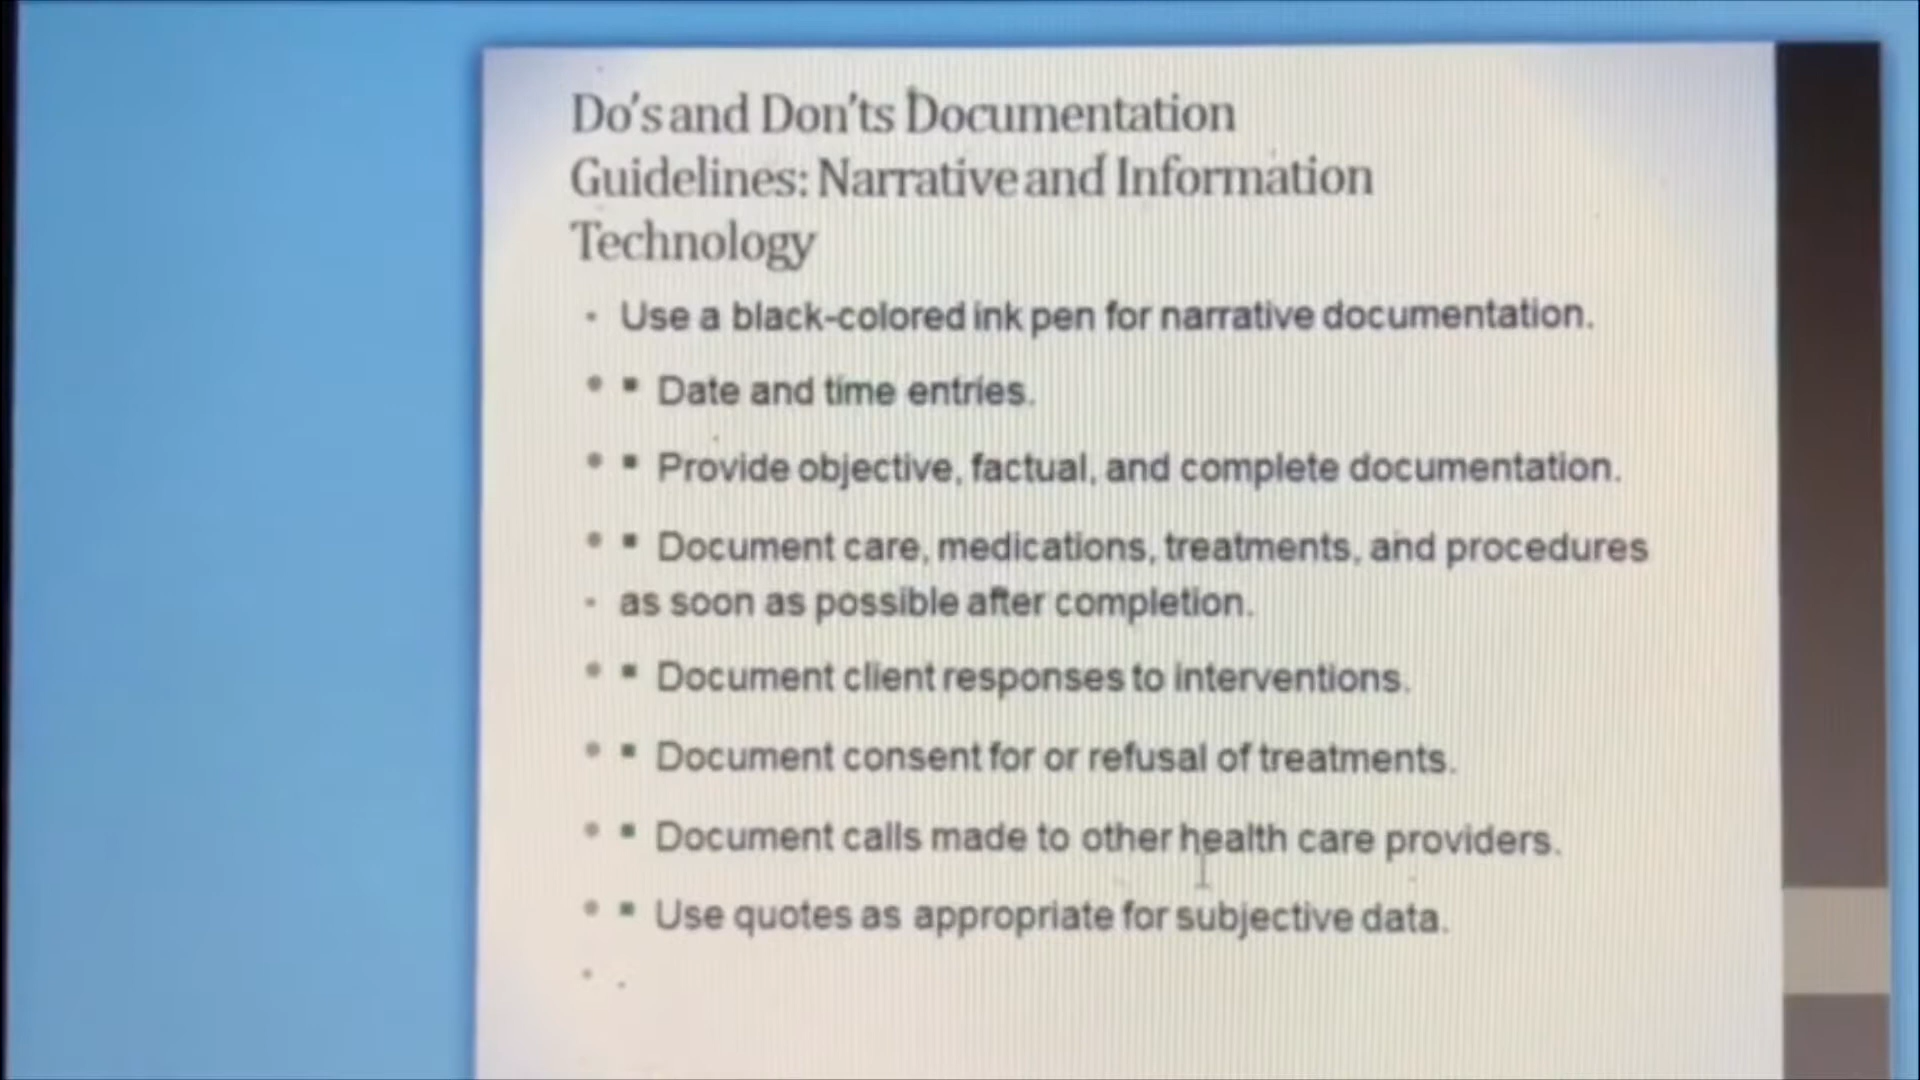 Do's and Don'ts Documentation
Guidelines: Narrative and Information
Technology
• Use a black-colored ink pen for narrative documentation.
• ▪ Date and time entries.
• ▪ Provide objective, factual, and complete documentation.
• ▪ Document care, medications, treatments, and procedures
• as soon as possible after completion.
• ▪ Document client responses to interventions.
• ▪ Document consent for or refusal of treatments.
• ▪ Document calls made to other health care providers.
• ▪ Use quotes as appropriate for subjective data.
• .